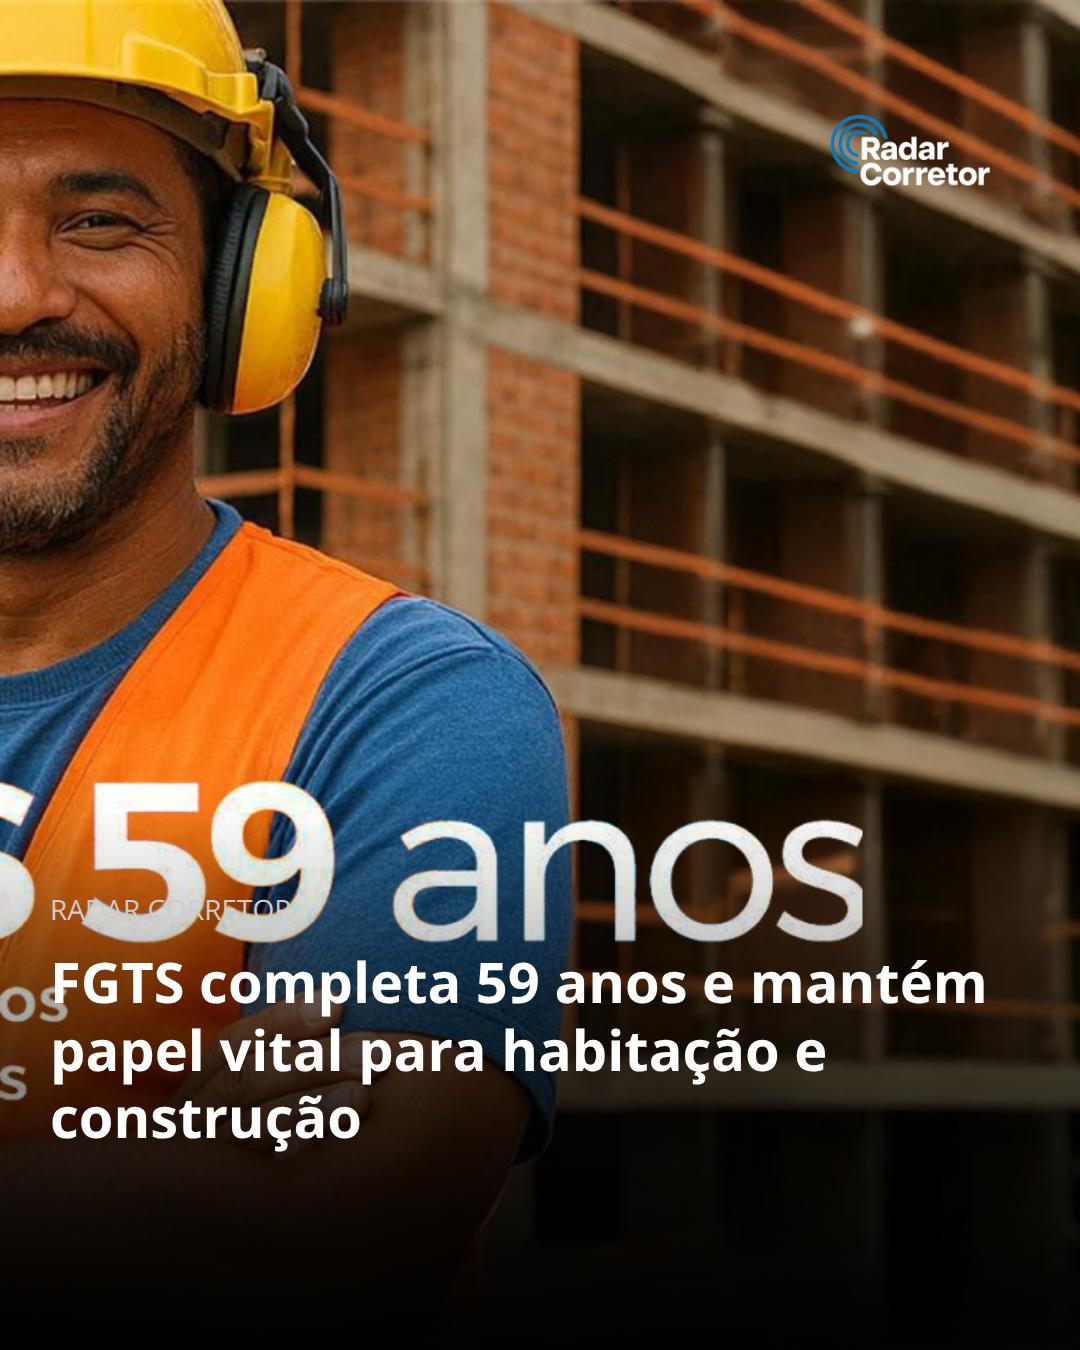 Radar
Corretor
59 anos
RADAR CORRETOR
FGTS completa 59 anos e mantém
papel vital para habitação e
construção